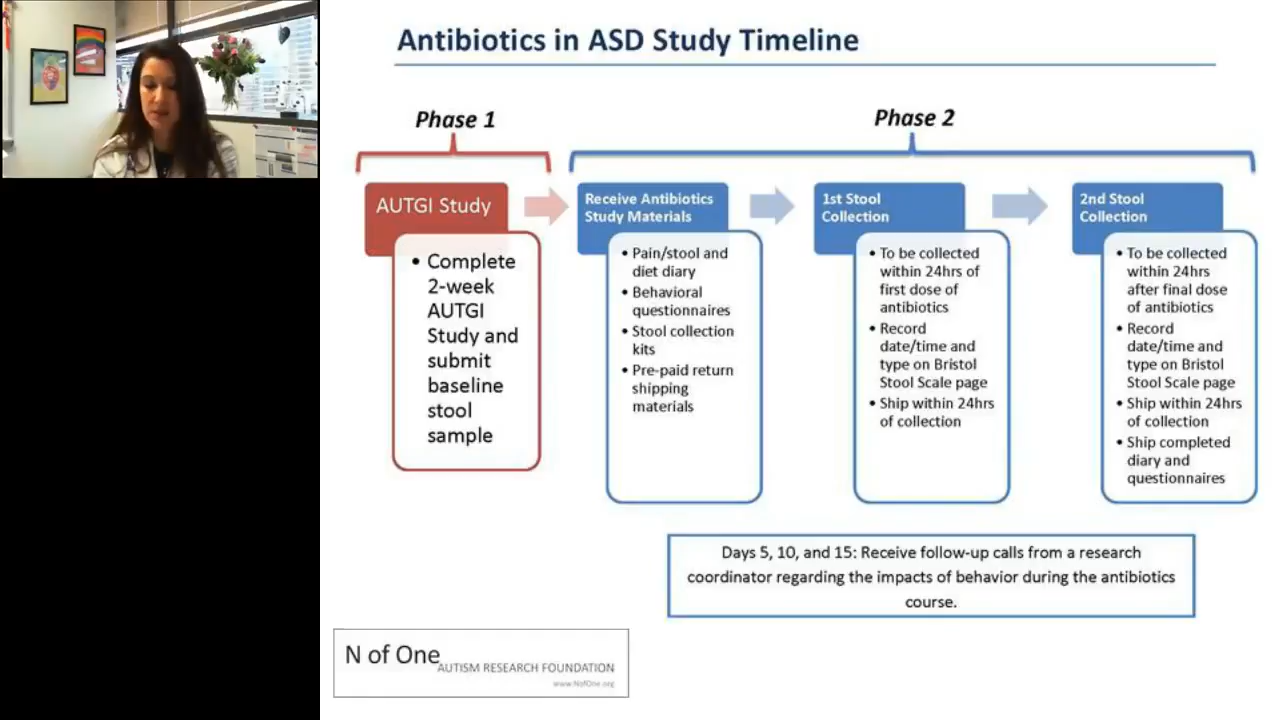 Antibiotics in ASD Study Timeline
Phase 1
Phase 2
AUTGI Study
• Complete
2-week
AUTGI
Study and
submit
baseline
stool
sample
Receive Antibiotics
Study Materials
• Pain/stool and
diet diary
• Behavioral
questionnaires
• Stool collection
kits
• Pre-paid return
shipping
materials
1st Stool
Collection
• To be collected
within 24hrs of
first dose of
antibiotics
• Record
date/time and
type on Bristol
Stool Scale page
• Ship within 24hrs
of collection
2nd Stool
Collection
• To be collected
within 24hrs
after final dose
of antibiotics
• Record
date/time and
type on Bristol
Stool Scale page
• Ship within 24hrs
of collection
• Ship completed
diary and
questionnaires
Days 5, 10, and 15: Receive follow-up calls from a research
coordinator regarding the impacts of behavior during the antibiotics
course.
N of One
AUTISM RESEARCH FOUNDATION
www.NofOne.org